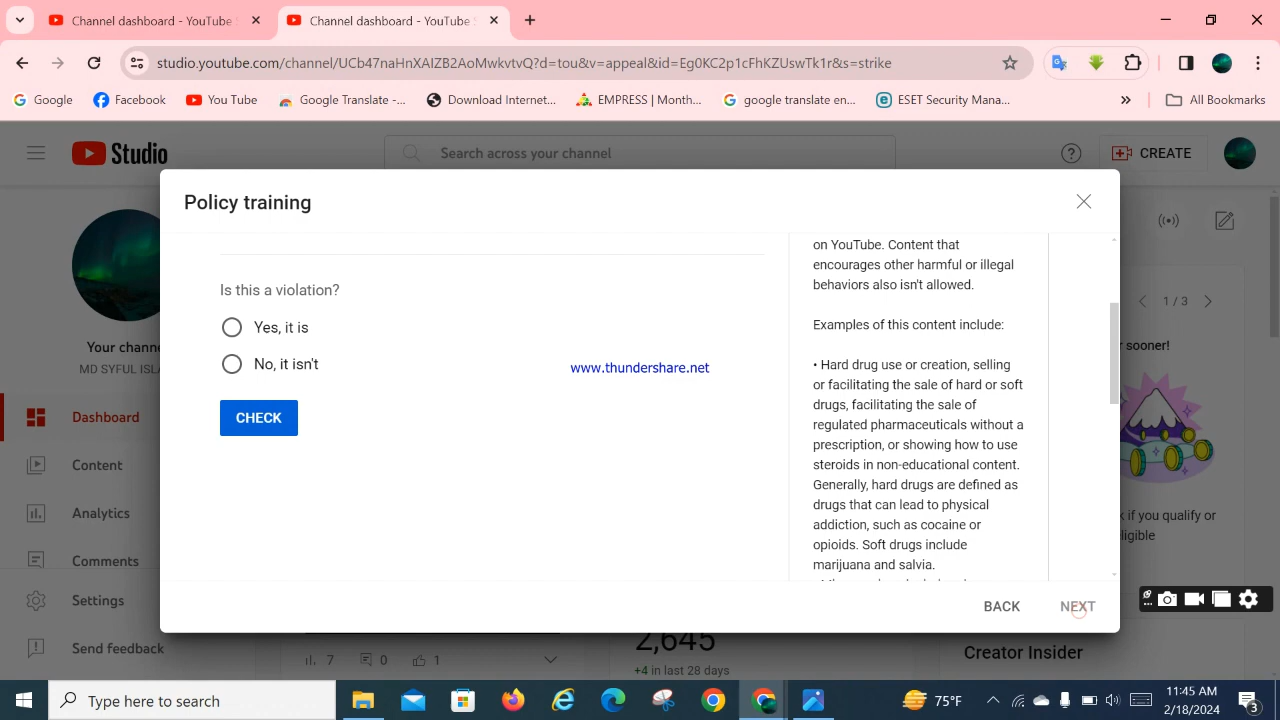 Channel dashboard - YouTube S
Channel dashboard - YouTube S
studio.youtube.com/channel/UCb47naHnXAIZB2AoMwkvtvQ?d=tou&v=appeal&id=Eg0KC2p1cFhKZUswTk1r&s=strike
Google
Facebook
You Tube
Google Translate -...
Download Internet...
EMPRESS | Month...
google translate en...
ESET Security Mana...
All Bookmarks
Studio
Search across your channel
CREATE
Policy training
on YouTube. Content that
encourages other harmful or illegal
behaviors also isn't allowed.
Is this a violation?
Yes, it is
No, it isn't
CHECK
www.thundershare.net
Examples of this content include:
• Hard drug use or creation, selling
or facilitating the sale of hard or soft
drugs, facilitating the sale of
regulated pharmaceuticals without a
prescription, or showing how to use
steroids in non-educational content.
Generally, hard drugs are defined as
drugs that can lead to physical
addiction, such as cocaine or
opioids. Soft drugs include
marijuana and salvia.
BACK
NEXT
1 / 3
sooner!
k if you qualify or
ligible
Your chann
MD SYFUL ISLA
Dashboard
Content
Analytics
Comments
Settings
Send feedback
7
0
1
2,645
+4 in last 28 days
Creator Insider
Type here to search
75°F
11:45 AM
2/18/2024
3